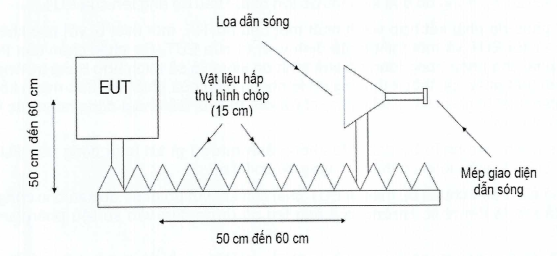 Loa dẫn sóng
EUT
Vật liệu hấp
thụ hình chóp
(15 cm)
50 cm đến 60 cm
Mép giao diện
dẫn sóng
50 cm đến 60 cm